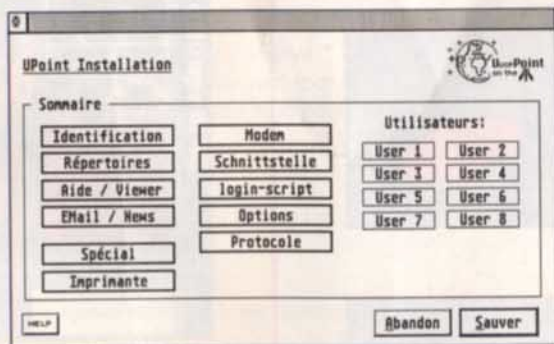 UPoint Installation
UsePoint
on the
Sommaire
Identification
Répertoires
Aide / Viewer
EMail / News
Spécial
Imprimante
Modem
Schnittstelle
login-script
Options
Protocole
Utilisateurs:
User 1 User 2
User 3 User 4
User 5 User 6
User 7 User 8
HELP
Abandon Sauver